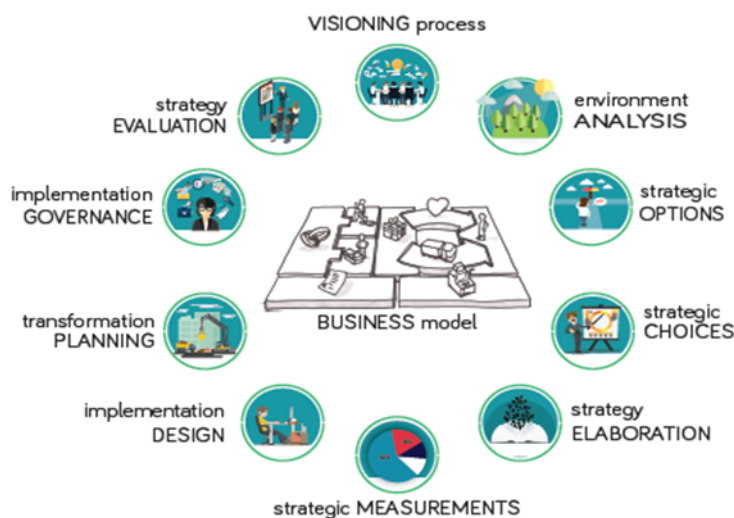 VISIONING process
environment
ANALYSIS
strategic
OPTIONS
strategic
CHOICES
strategy
ELABORATION
strategic MEASUREMENTS
implementation
DESIGN
transformation
PLANNING
implementation
GOVERNANCE
strategy
EVALUATION
BUSINESS model